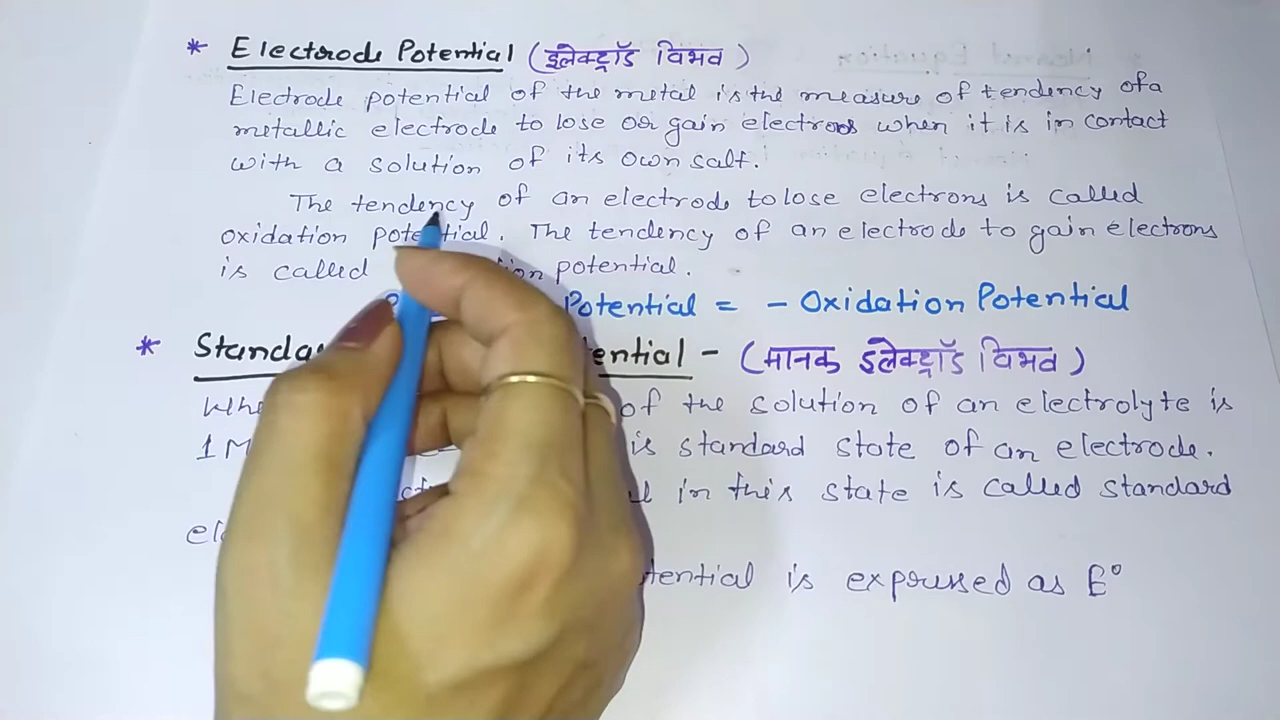 * Electrode Potential (इलेक्ट्रॉड विभव)
Electrode potential of the metal is the measure of tendency of a
metallic electrode to lose or gain electrons when it is in contact
with a solution of its own salt.
The tendency of an electrode to lose electrons is called
oxidation potential. The tendency of an electrode to gain electrons
is called potential.
Potential = - Oxidation Potential
* - (मानक इलेक्ट्रॉड विभव)
of the solution of an electrolyte is
1M is standard state of an electrode.
in this state is called standard
is expressed as E°